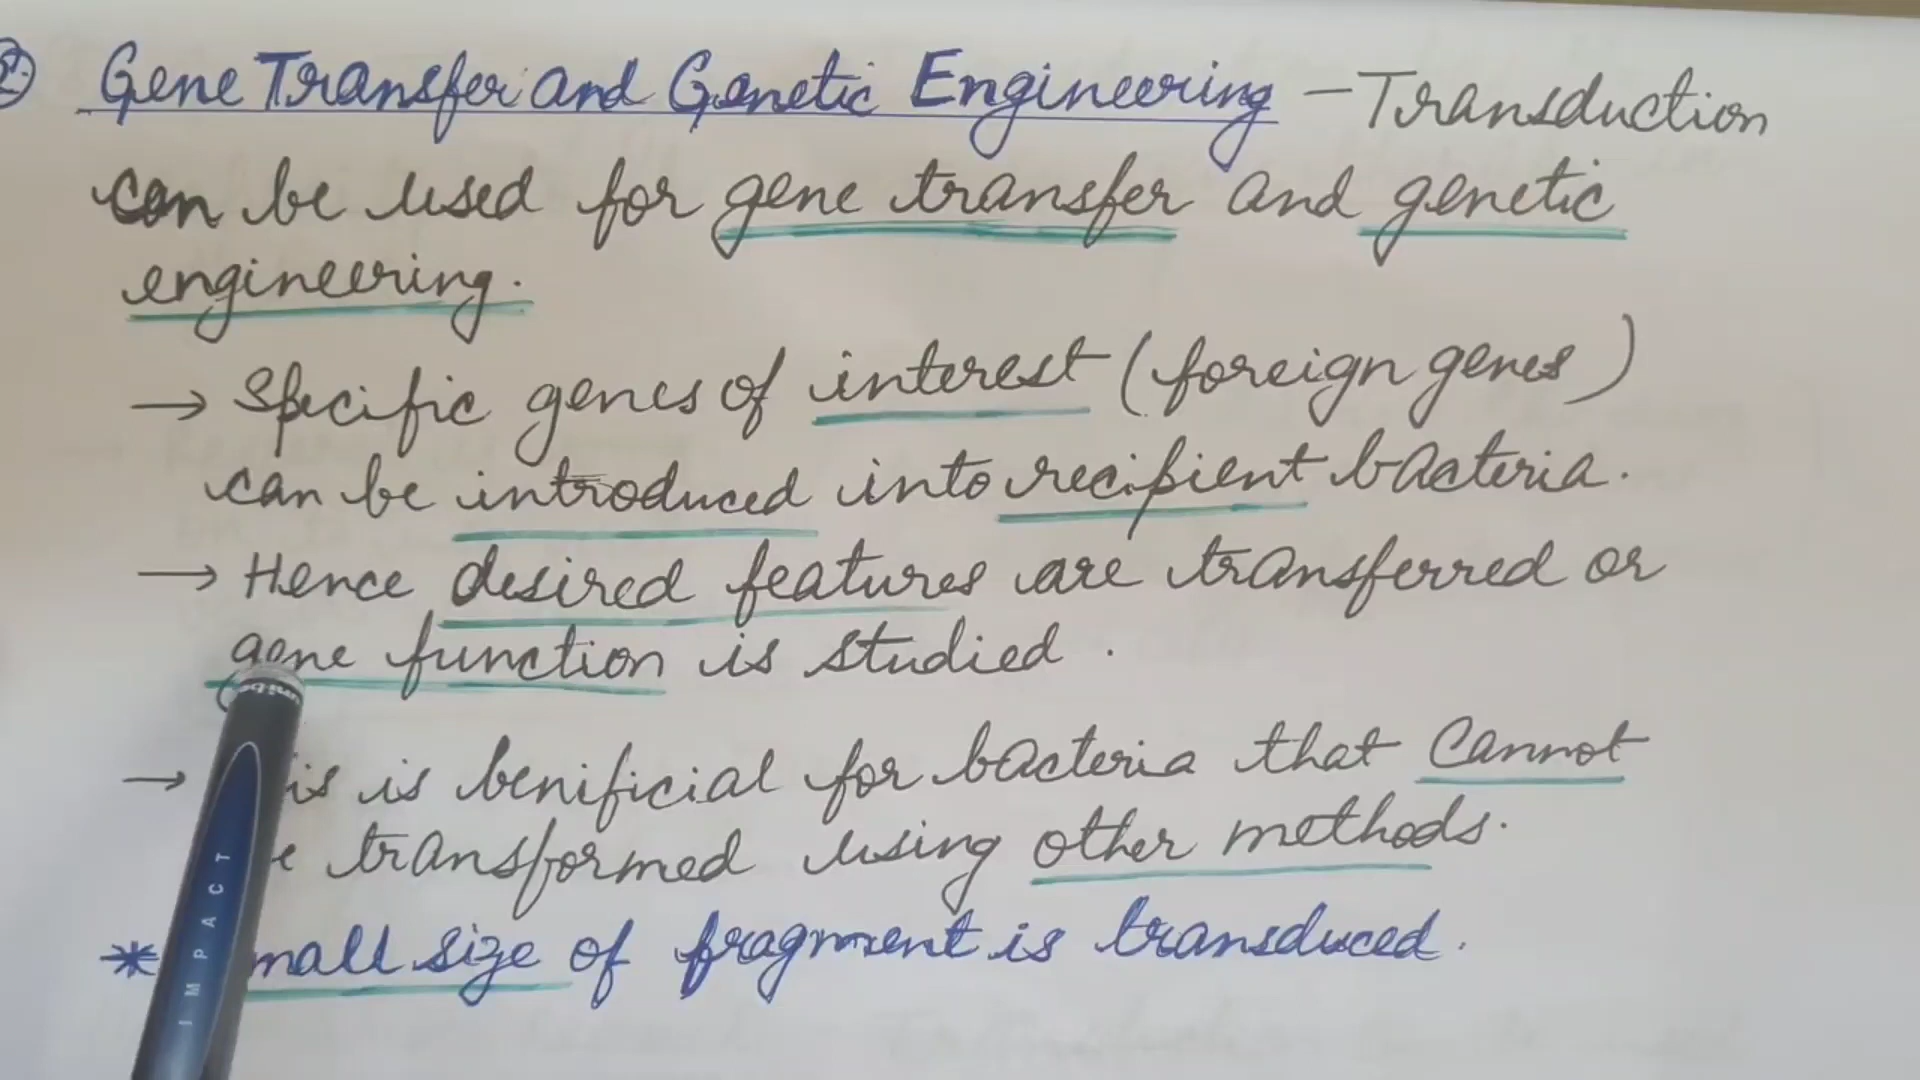 ② Gene Transfer and Genetic Engineering - Transduction
can be used for gene transfer and genetic
engineering.
→ Specific genes of interest (foreign genes)
can be introduced into recipient bacteria.
→ Hence desired features are transferred or
gene function is studied.
→ is is benificial for bacteria that cannot
e transformed using other methods.
* mall size of fragment is transduced.
IMPACT